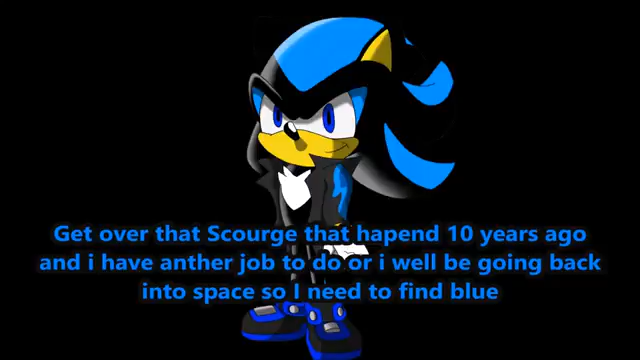 Get over that Scourge that hapend 10 years ago
and i have anther job to do or i well be going back
into space so I need to find blue